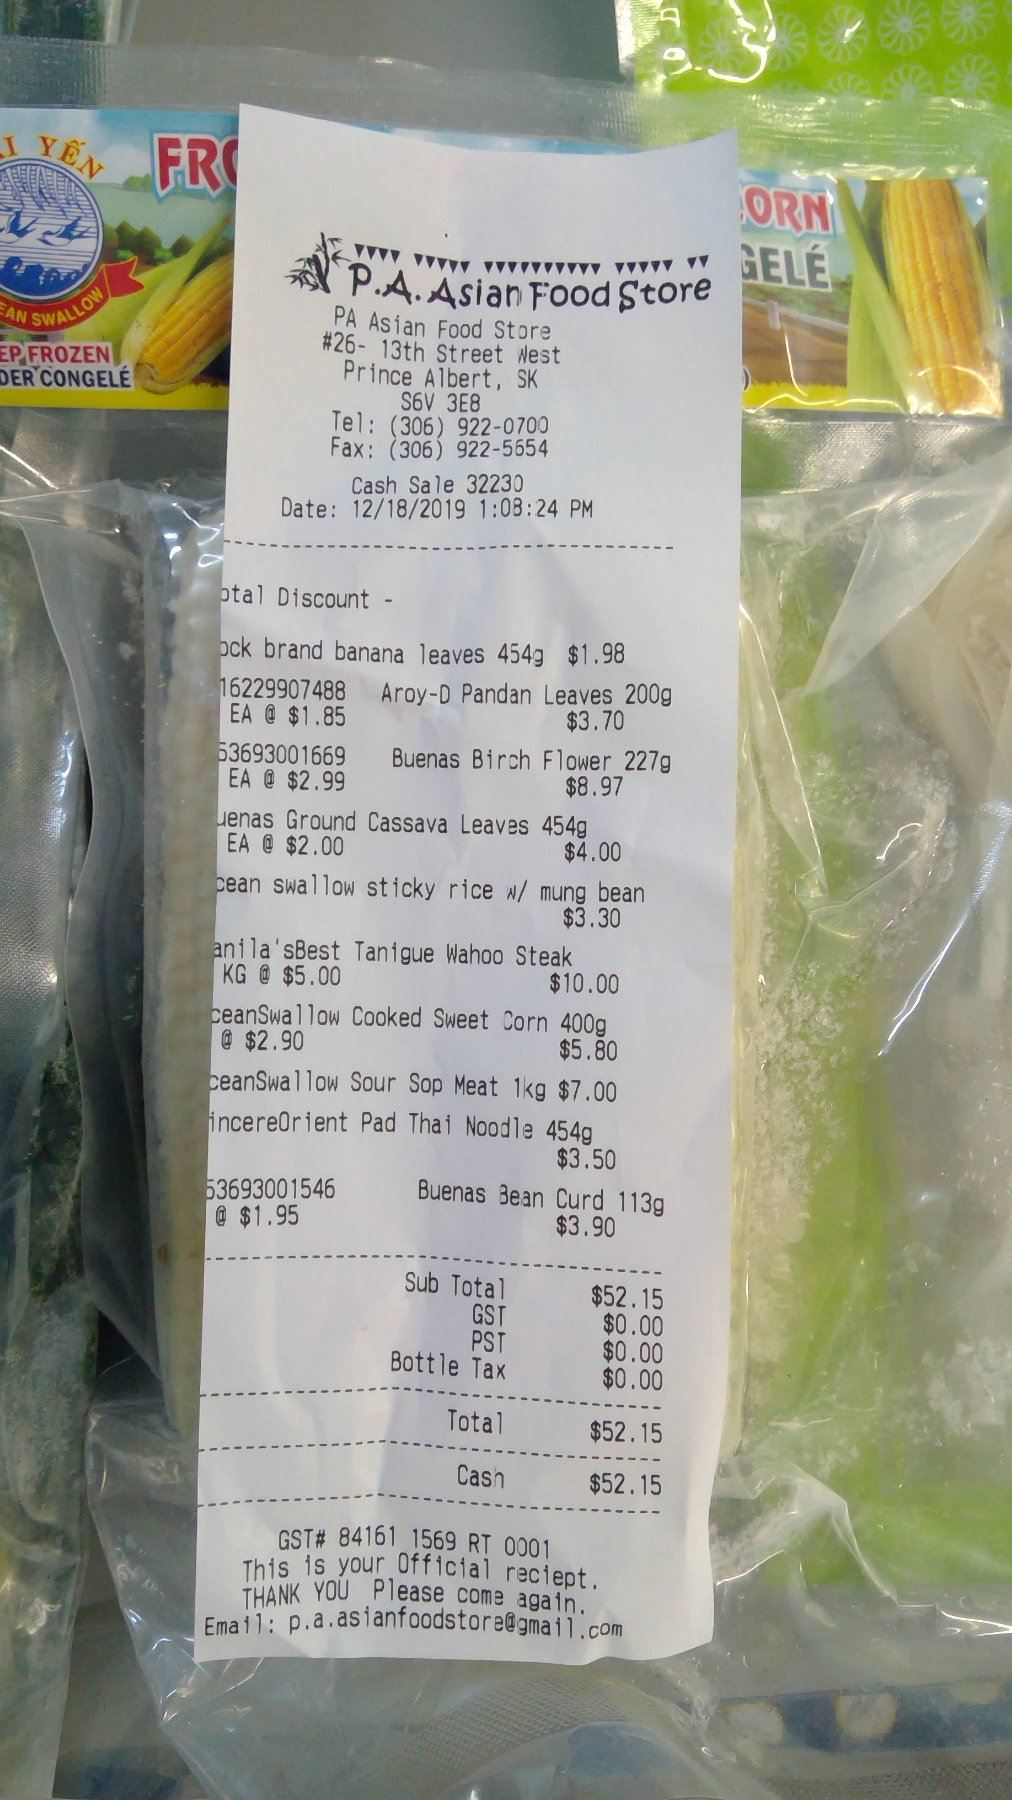 YẾN
FRO
EAN SWALLOW
EP FROZEN
DER CONGELÉ
CORN
GELÉ
P.A. Asian Food Store
PA Asian Food Store
#26- 13th Street West
Prince Albert, SK
S6V 3E8
Tel: (306) 922-0700
Fax: (306) 922-5654
Cash Sale 32230
Date: 12/18/2019 1:08:24 PM
otal Discount -
ock brand banana leaves 454g $1.98
16229907488 Aroy-D Pandan Leaves 200g
EA @ $1.85 $3.70
53693001669 Buenas Birch Flower 227g
EA @ $2.99 $8.97
uenas Ground Cassava Leaves 454g
EA @ $2.00 $4.00
cean swallow sticky rice w/ mung bean
$3.30
anila'sBest Tanigue Wahoo Steak
KG @ $5.00 $10.00
ceanSwallow Cooked Sweet Corn 400g
@ $2.90 $5.80
ceanSwallow Sour Sop Meat 1kg $7.00
incereOrient Pad Thai Noodle 454g
$3.50
53693001546 Buenas Bean Curd 113g
@ $1.95 $3.90
Sub Total $52.15
GST $0.00
PST $0.00
Bottle Tax $0.00
Total $52.15
Cash $52.15
GST# 84161 1569 RT 0001
This is your Official reciept.
THANK YOU Please come again.
Email: p.a.asianfoodstore@gmail.com